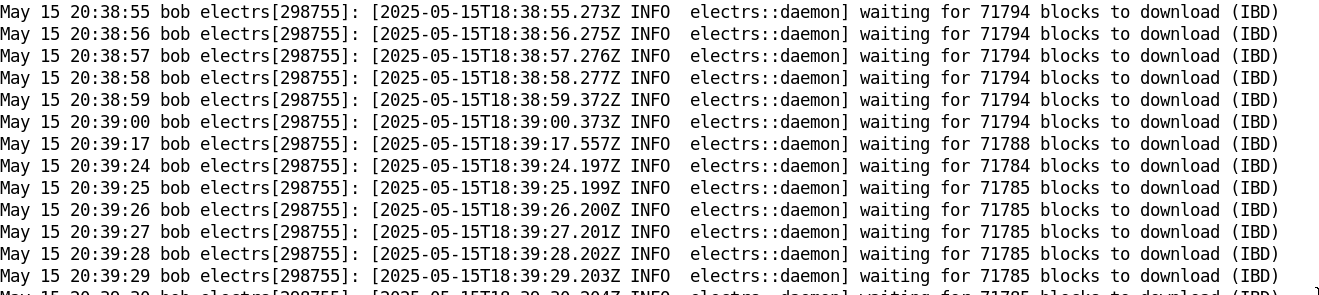 May 15 20:38:55 bob electrs[298755]: [2025-05-15T18:38:55.273Z INFO  electrs::daemon] waiting for 71794 blocks to download (IBD)
May 15 20:38:56 bob electrs[298755]: [2025-05-15T18:38:56.275Z INFO  electrs::daemon] waiting for 71794 blocks to download (IBD)
May 15 20:38:57 bob electrs[298755]: [2025-05-15T18:38:57.276Z INFO  electrs::daemon] waiting for 71794 blocks to download (IBD)
May 15 20:38:58 bob electrs[298755]: [2025-05-15T18:38:58.277Z INFO  electrs::daemon] waiting for 71794 blocks to download (IBD)
May 15 20:38:59 bob electrs[298755]: [2025-05-15T18:38:59.372Z INFO  electrs::daemon] waiting for 71794 blocks to download (IBD)
May 15 20:39:00 bob electrs[298755]: [2025-05-15T18:39:00.373Z INFO  electrs::daemon] waiting for 71794 blocks to download (IBD)
May 15 20:39:17 bob electrs[298755]: [2025-05-15T18:39:17.557Z INFO  electrs::daemon] waiting for 71788 blocks to download (IBD)
May 15 20:39:24 bob electrs[298755]: [2025-05-15T18:39:24.197Z INFO  electrs::daemon] waiting for 71784 blocks to download (IBD)
May 15 20:39:25 bob electrs[298755]: [2025-05-15T18:39:25.199Z INFO  electrs::daemon] waiting for 71785 blocks to download (IBD)
May 15 20:39:26 bob electrs[298755]: [2025-05-15T18:39:26.200Z INFO  electrs::daemon] waiting for 71785 blocks to download (IBD)
May 15 20:39:27 bob electrs[298755]: [2025-05-15T18:39:27.201Z INFO  electrs::daemon] waiting for 71785 blocks to download (IBD)
May 15 20:39:28 bob electrs[298755]: [2025-05-15T18:39:28.202Z INFO  electrs::daemon] waiting for 71785 blocks to download (IBD)
May 15 20:39:29 bob electrs[298755]: [2025-05-15T18:39:29.203Z INFO  electrs::daemon] waiting for 71785 blocks to download (IBD)